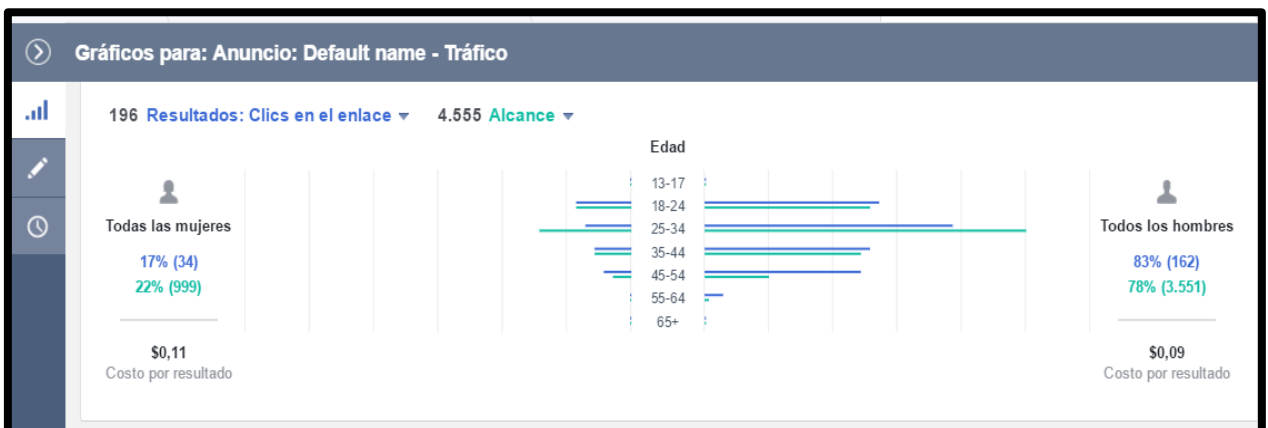 Gráficos para: Anuncio: Default name - Tráfico
196 Resultados: Clics en el enlace 4.555 Alcance
Edad
13-17
18-24
25-34
35-44
45-54
55-64
65+
Todas las mujeres
17% (34)
22% (999)
$0,11
Costo por resultado
Todos los hombres
83% (162)
78% (3.551)
$0,09
Costo por resultado